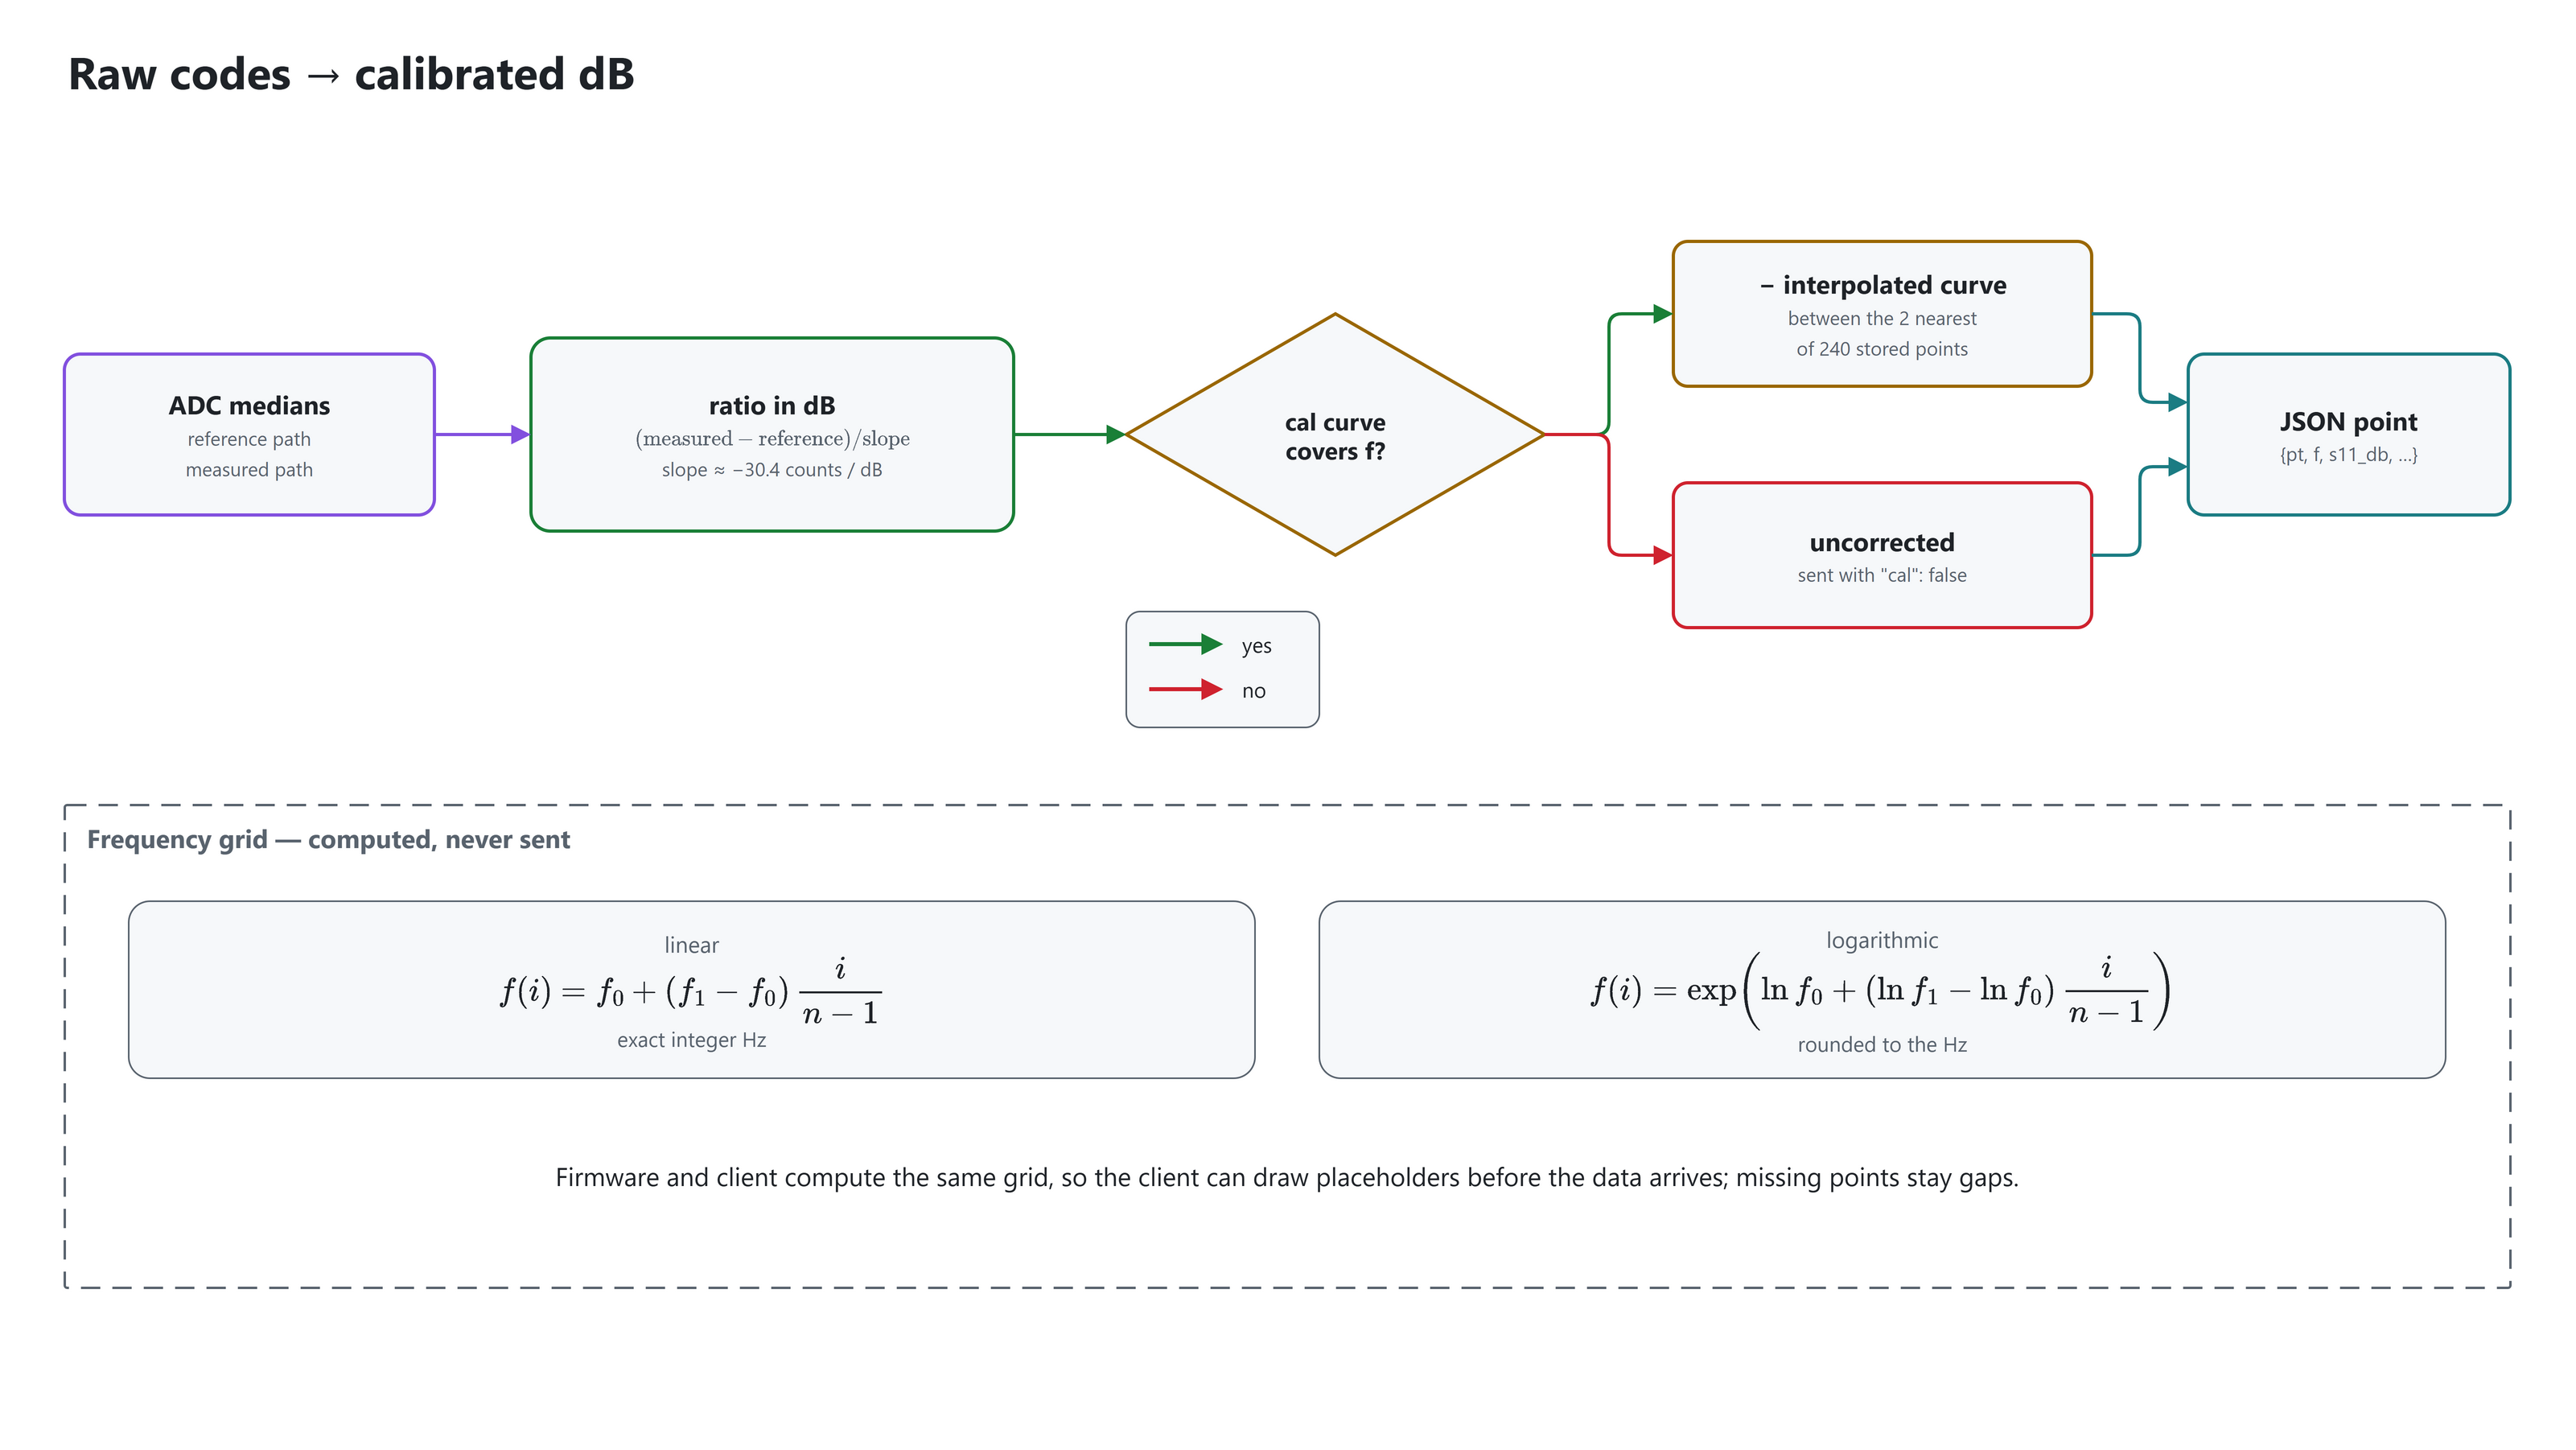 Raw codes → calibrated dB
ADC medians
reference path
measured path
ratio in dB
(measured − reference)/slope
slope ≈ −30.4 counts / dB
cal curve
covers f?
− interpolated curve
between the 2 nearest
of 240 stored points
uncorrected
sent with "cal": false
JSON point
{pt, f, s11_db, ...}
yes
no
Frequency grid — computed, never sent
linear
f(i) = f₀ + (f₁ − f₀) i/(n − 1)
exact integer Hz
logarithmic
f(i) = exp(ln f₀ + (ln f₁ − ln f₀) i/(n − 1))
rounded to the Hz
Firmware and client compute the same grid, so the client can draw placeholders before the data arrives; missing points stay gaps.